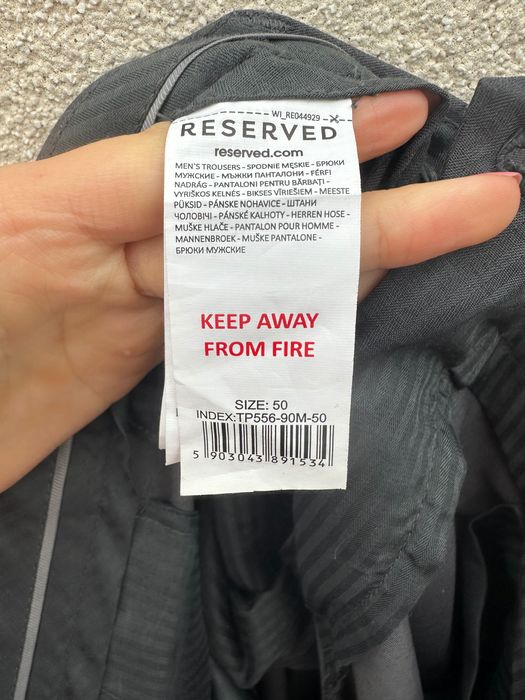 WI_RE044929
RESERVED
reserved.com
MEN'S TROUSERS – SPODNIE MĘSKIE – БРЮКИ
МУЖСКИЕ – МЪЖКИ ПАНТАЛОНИ – FÉRFI
NADRÁG – PANTALONI PENTRU BĂRBAȚI –
VYRIŠKOS KELNĖS – BIKSES VĪRIEŠIEM – MEESTE
PÜKSID – PÁNSKE NOHAVICE – ШТАНИ
ЧОЛОВІЧІ – PÁNSKÉ KALHOTY – HERREN HOSE –
MUŠKE HLAČE – PANTALON POUR HOMME –
MANNENBROEK – MUŠKE PANTALONE –
БРЮКИ МУЖСКИЕ
KEEP AWAY
FROM FIRE
SIZE: 50
INDEX:TP556-90M-50
5 903043 891534